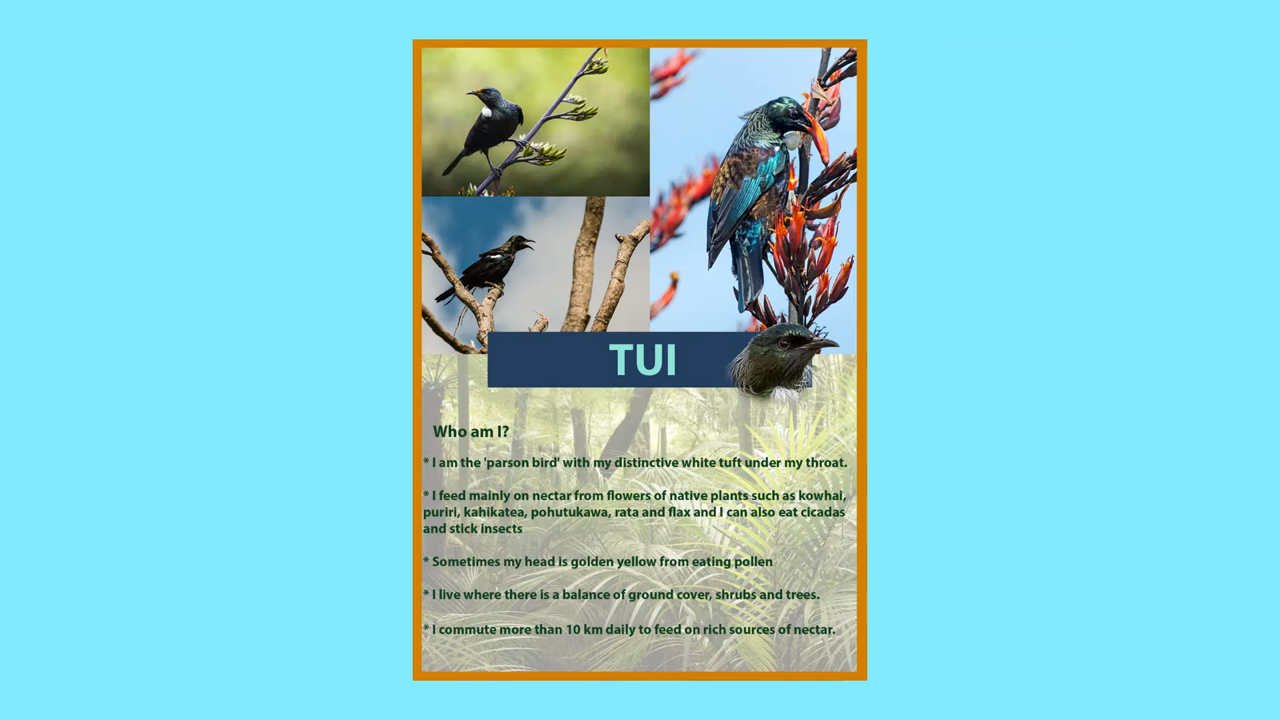 TUI
Who am I?
* I am the 'parson bird' with my distinctive white tuft under my throat.
* I feed mainly on nectar from flowers of native plants such as kowhai,
puriri, kahikatea, pohutukawa, rata and flax and I can also eat cicadas
and stick insects
* Sometimes my head is golden yellow from eating pollen
* I live where there is a balance of ground cover, shrubs and trees.
* I commute more than 10 km daily to feed on rich sources of nectar.